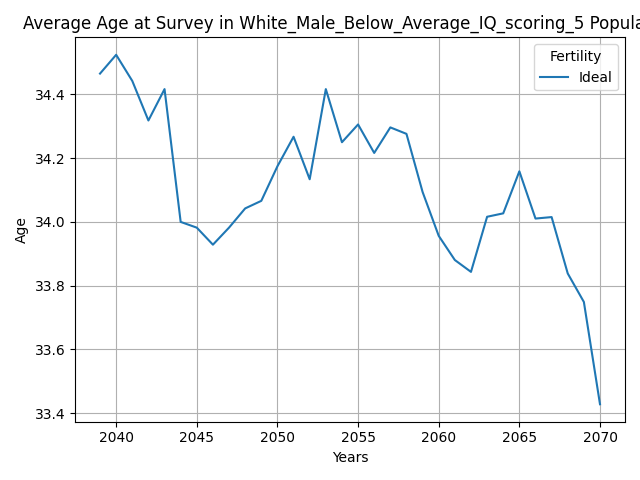 Average Age at Survey in White_Male_Below_Average_IQ_scoring_5 Popula
Fertility
Ideal
34.4
34.2
34.0
33.8
33.6
33.4
Age
2040 2045 2050 2055 2060 2065 2070
Years